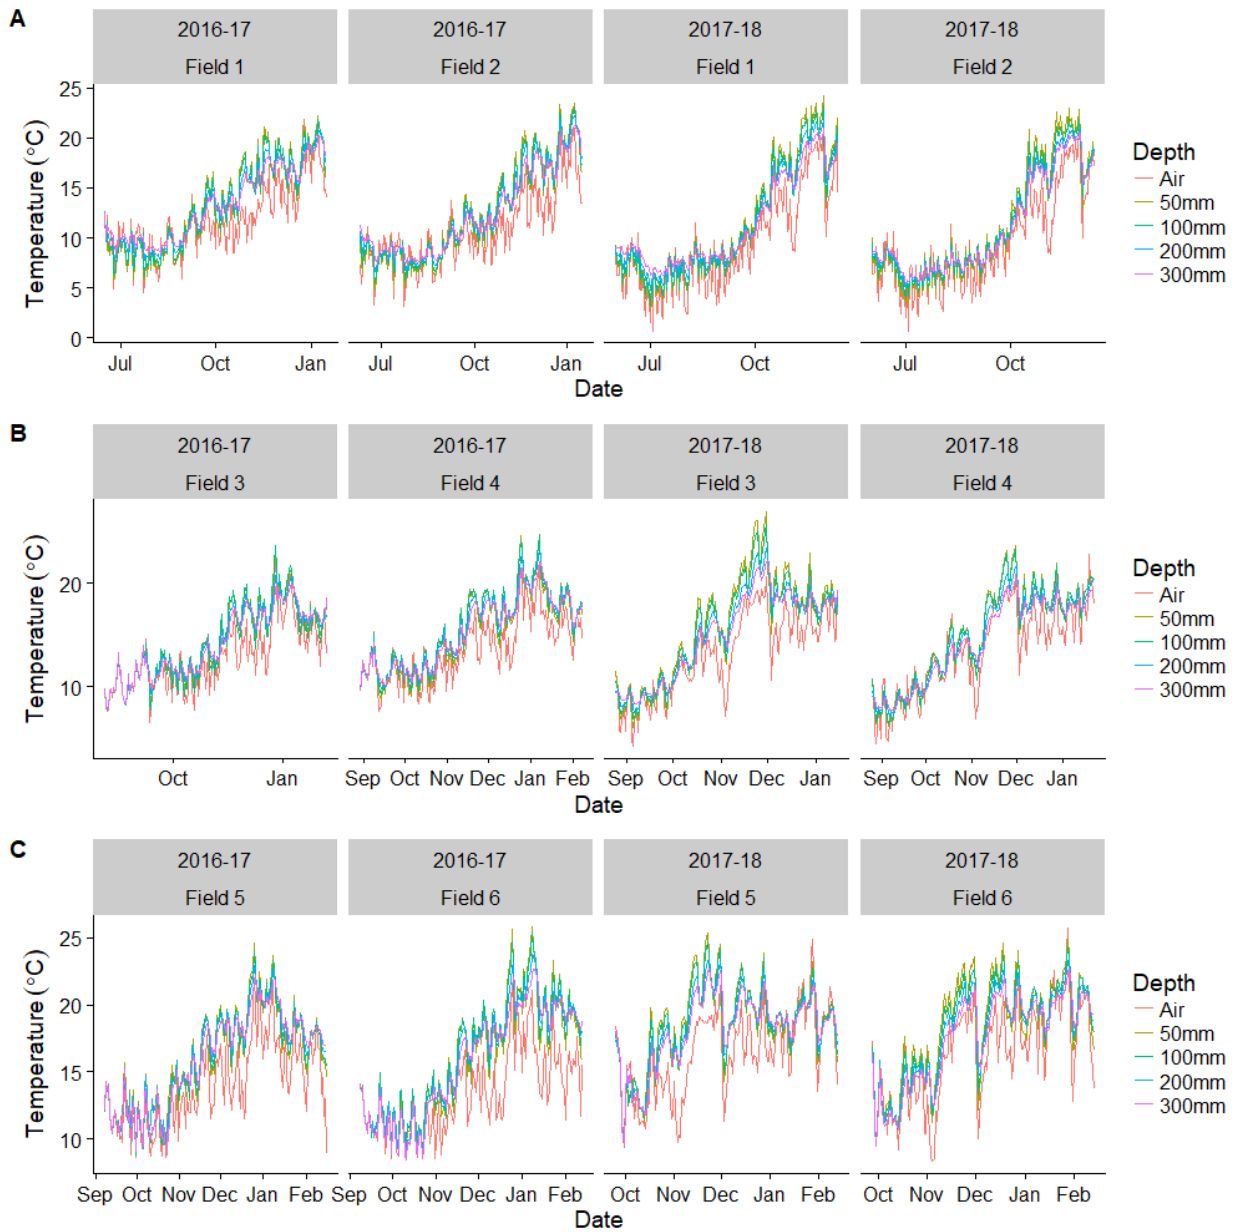 A
2016-17 2016-17 2017-18 2017-18
Field 1 Field 2 Field 1 Field 2
25
20
15
10
5
0
Temperature (°C)
Jul Oct Jan Jul Oct Jan Jul Oct Jul Oct
Date
Depth
Air
50mm
100mm
200mm
300mm
B
2016-17 2016-17 2017-18 2017-18
Field 3 Field 4 Field 3 Field 4
20
10
Temperature (°C)
Oct Jan Sep Oct Nov Dec Jan Feb Sep Oct Nov Dec Jan Sep Oct Nov Dec Jan
Date
Depth
Air
50mm
100mm
200mm
300mm
C
2016-17 2016-17 2017-18 2017-18
Field 5 Field 6 Field 5 Field 6
25
20
15
10
Temperature (°C)
Sep Oct Nov Dec Jan Feb Sep Oct Nov Dec Jan Feb Oct Nov Dec Jan Feb Oct Nov Dec Jan Feb
Date
Depth
Air
50mm
100mm
200mm
300mm